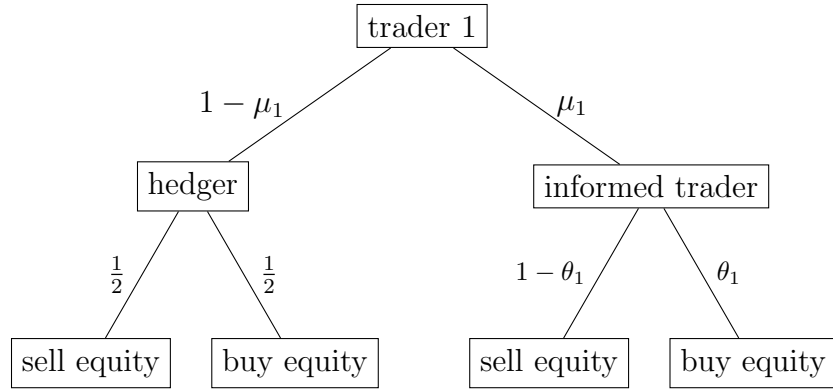 trader 1
1 − μ₁
μ₁
hedger
informed trader
1/2
1/2
1 − θ₁
θ₁
sell equity
buy equity
sell equity
buy equity